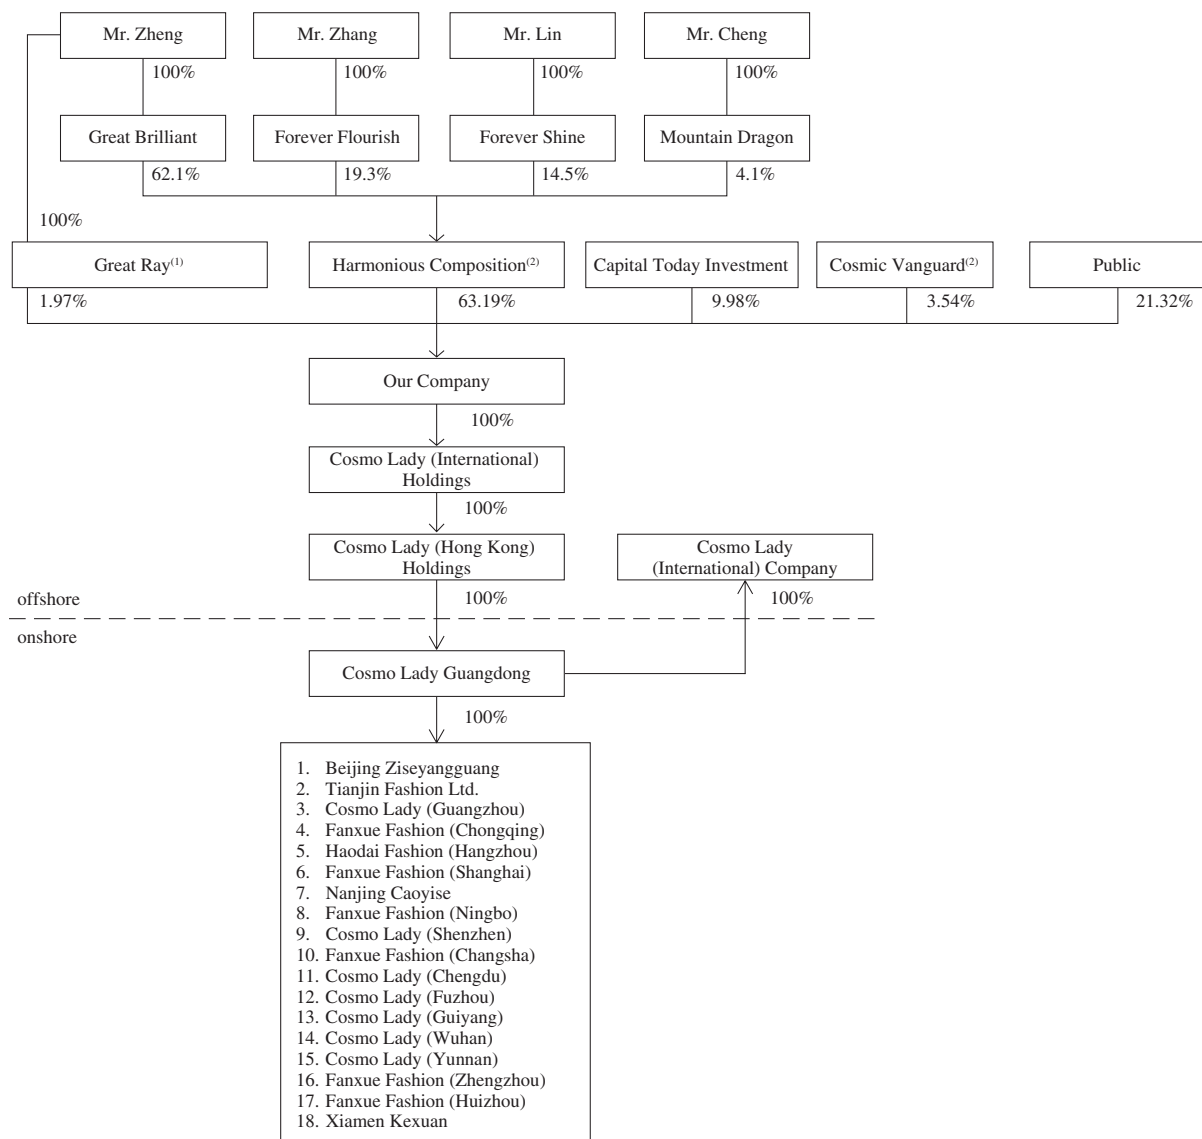 Mr. Zheng
Mr. Zhang
Mr. Lin
Mr. Cheng
100%
100%
100%
100%
Great Brilliant
Forever Flourish
Forever Shine
Mountain Dragon
62.1%
19.3%
14.5%
4.1%
100%
Great Ray(1)
Harmonious Composition(2)
Capital Today Investment
Cosmic Vanguard(2)
Public
1.97%
63.19%
9.98%
3.54%
21.32%
Our Company
100%
Cosmo Lady (International)
Holdings
100%
Cosmo Lady (Hong Kong)
Holdings
Cosmo Lady
(International) Company
100%
100%
offshore
onshore
Cosmo Lady Guangdong
100%
1. Beijing Ziseyangguang
2. Tianjin Fashion Ltd.
3. Cosmo Lady (Guangzhou)
4. Fanxue Fashion (Chongqing)
5. Haodai Fashion (Hangzhou)
6. Fanxue Fashion (Shanghai)
7. Nanjing Caoyise
8. Fanxue Fashion (Ningbo)
9. Cosmo Lady (Shenzhen)
10. Fanxue Fashion (Changsha)
11. Cosmo Lady (Chengdu)
12. Cosmo Lady (Fuzhou)
13. Cosmo Lady (Guiyang)
14. Cosmo Lady (Wuhan)
15. Cosmo Lady (Yunnan)
16. Fanxue Fashion (Zhengzhou)
17. Fanxue Fashion (Huizhou)
18. Xiamen Kexuan